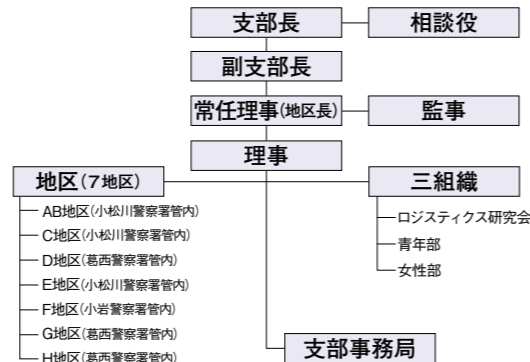 支部長
相談役
副支部長
常任理事(地区長)
監事
理事
地区(7地区)
三組織
AB地区(小松川警察署管内)
C地区(小松川警察署管内)
D地区(葛西警察署管内)
E地区(小松川警察署管内)
F地区(小岩警察署管内)
G地区(葛西警察署管内)
H地区(葛西警察署管内)
ロジスティクス研究会
青年部
女性部
支部事務局